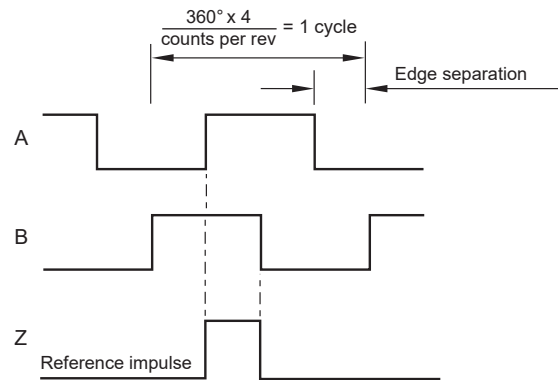 360° x 4
counts per rev
= 1 cycle
Edge separation
A
B
Z
Reference impulse